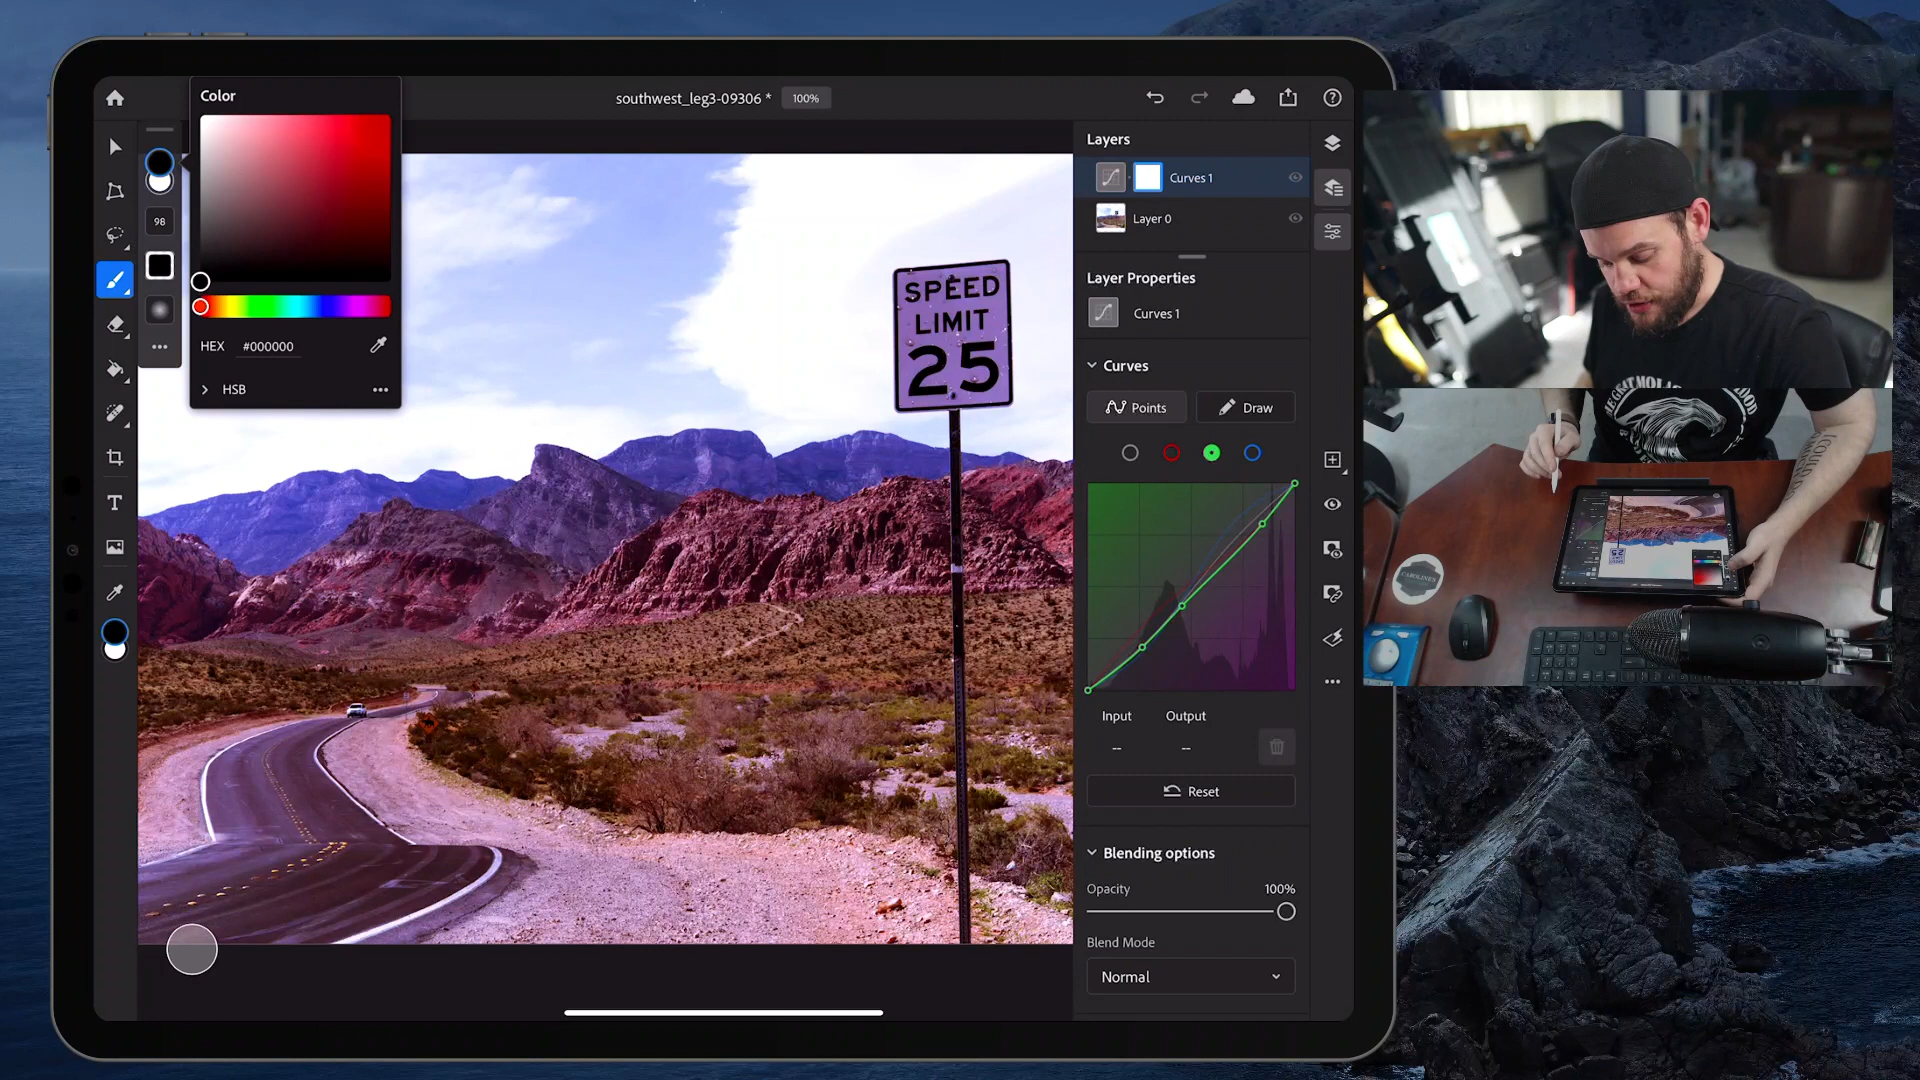 Color
southwest_leg3-09306 *
100%
98
HEX
#000000
HSB
T
SPEED
LIMIT
25
Layers
Curves 1
Layer 0
Layer Properties
Curves 1
Curves
Points
Draw
Input
Output
--
--
Reset
Blending options
Opacity
100%
Blend Mode
Normal